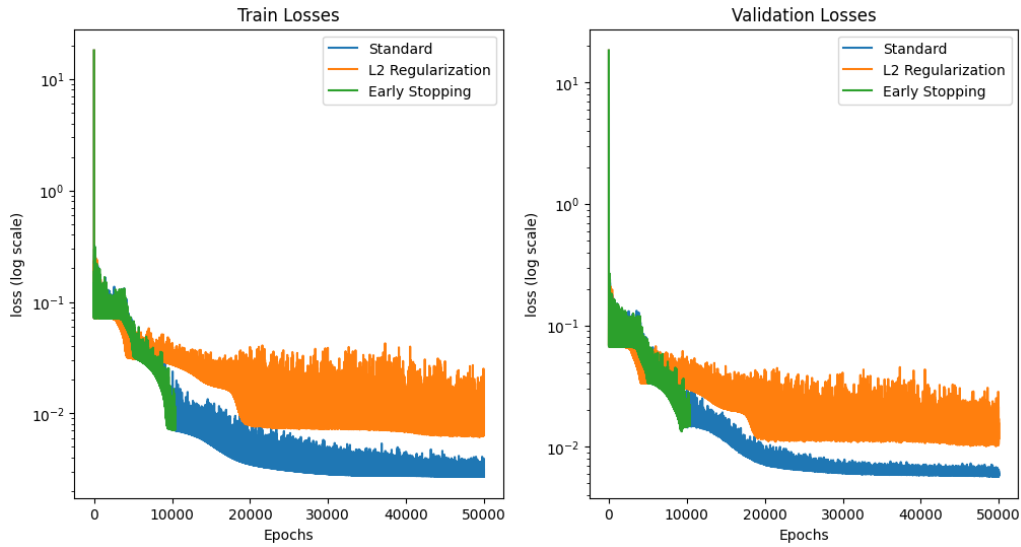 Train Losses
loss (log scale)
10¹
10⁰
10⁻¹
10⁻²
Standard
L2 Regularization
Early Stopping
0 10000 20000 30000 40000 50000
Epochs
Validation Losses
loss (log scale)
10¹
10⁰
10⁻¹
10⁻²
Standard
L2 Regularization
Early Stopping
0 10000 20000 30000 40000 50000
Epochs